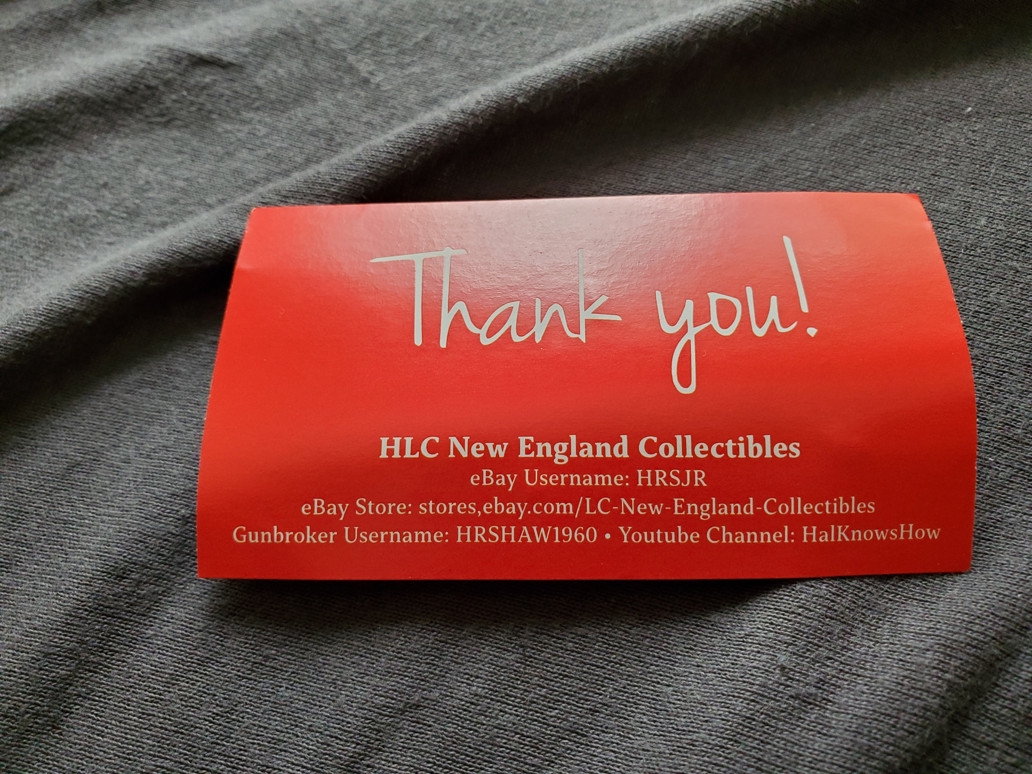 Thank you!
HLC New England Collectibles
eBay Username: HRSJR
eBay Store: stores,ebay.com/LC-New-England-Collectibles
Gunbroker Username: HRSHAW1960 • Youtube Channel: HalKnowsHow